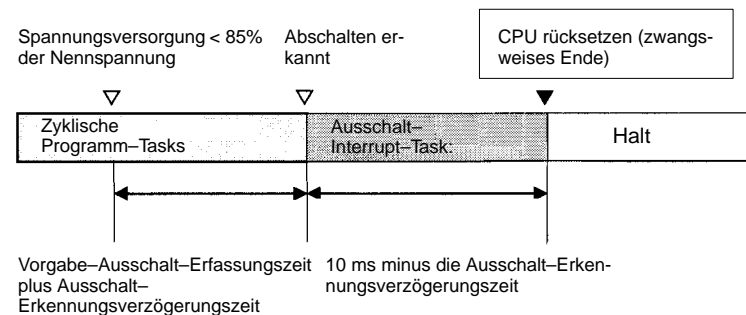 Spannungsversorgung < 85%
der Nennspannung
Abschalten er-
kannt
CPU rücksetzen (zwangs-
weises Ende)
Zyklische
Programm–Tasks
Ausschalt–
Interrupt–Task:
Halt
Vorgabe–Ausschalt–Erfassungszeit
plus Ausschalt–
Erkennungsverzögerungszeit
10 ms minus die Ausschalt–Erken-
nungsverzögerungszeit